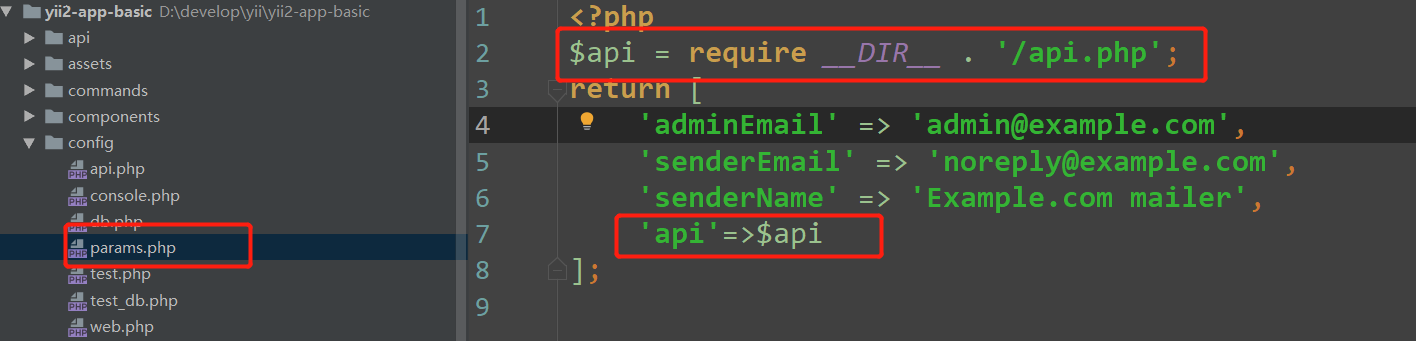 yii2-app-basic D:\develop\yii\yii2-app-basic
api
assets
commands
components
config
api.php
console.php
db.php
params.php
test.php
test_db.php
web.php
1 <?php
2 $api = require __DIR__ . '/api.php';
3 return [
4 'adminEmail' => 'admin@example.com',
5 'senderEmail' => 'noreply@example.com',
6 'senderName' => 'Example.com mailer',
7 'api'=>$api
8 ];
9